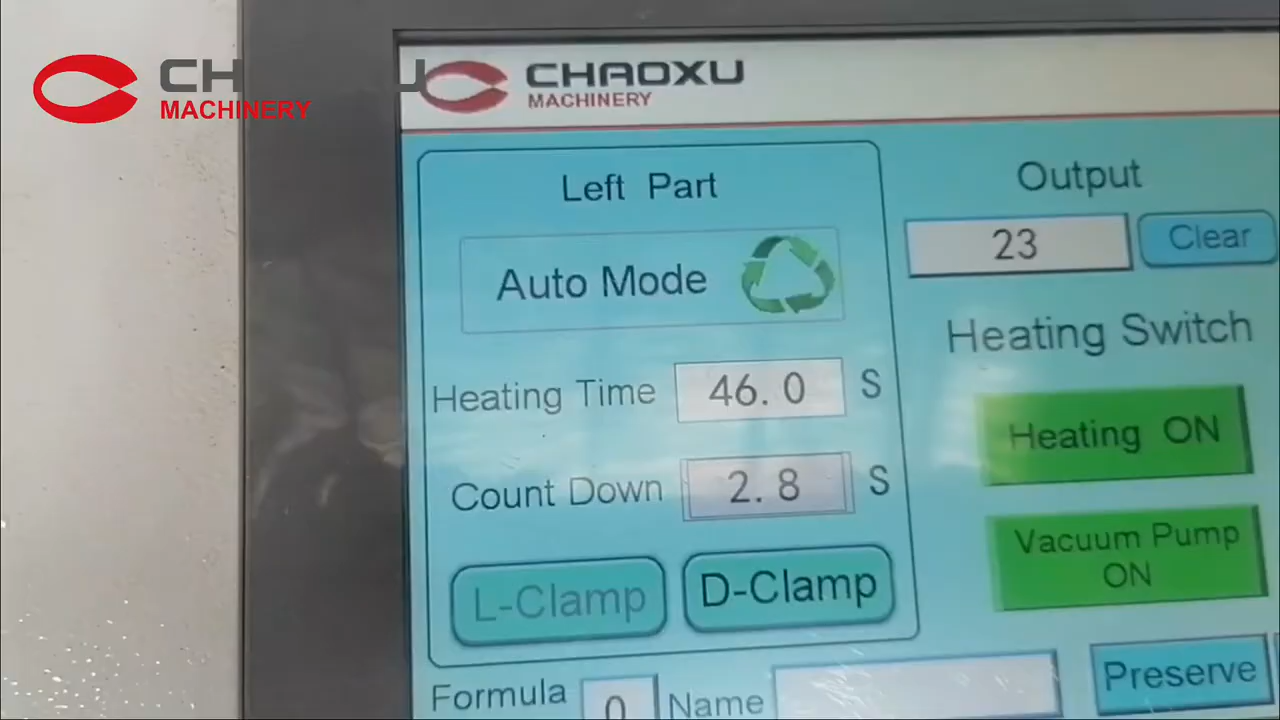 CH U
MACHINERY
CHAOXU
MACHINERY
Left Part
Auto Mode
Heating Time 46.0 S
Count Down 2.8 S
L-Clamp D-Clamp
Output
23 Clear
Heating Switch
Heating ON
Vacuum Pump
ON
Formula 0 Name
Preserve